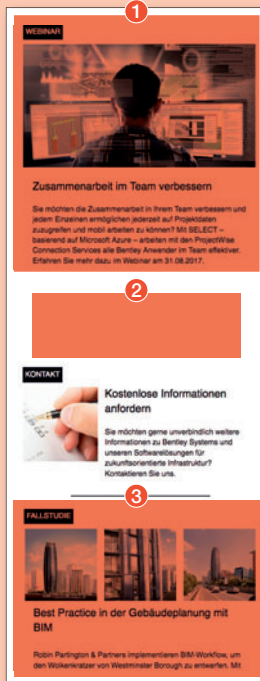 1
WEBINAR
Zusammenarbeit im Team verbessern
Sie möchten die Zusammenarbeit in Ihrem Team verbessern und
jedem Einzelnen ermöglichen jederzeit auf Projektdaten
zuzugreifen und mobil arbeiten zu können? Mit SELECT –
basierend auf Microsoft Azure – arbeiten mit den ProjectWise
Connection Services alle Bentley Anwender im Team effektiver.
Erfahren Sie mehr dazu im Webinar am 31.08.2017.
2
KONTAKT
Kostenlose Informationen
anfordern
Sie möchten gerne unverbindlich weitere
Informationen zu Bentley Systems und
unseren Softwarelösungen für
zukunftsorientierte Infrastruktur?
Kontaktieren Sie uns.
3
FALLSTUDIE
Best Practice in der Gebäudeplanung mit
BIM
Robin Partington & Partners implementieren BIM-Workflow, um
den Wolkenkratzer von Westminster Borough zu entwerfen. Mit